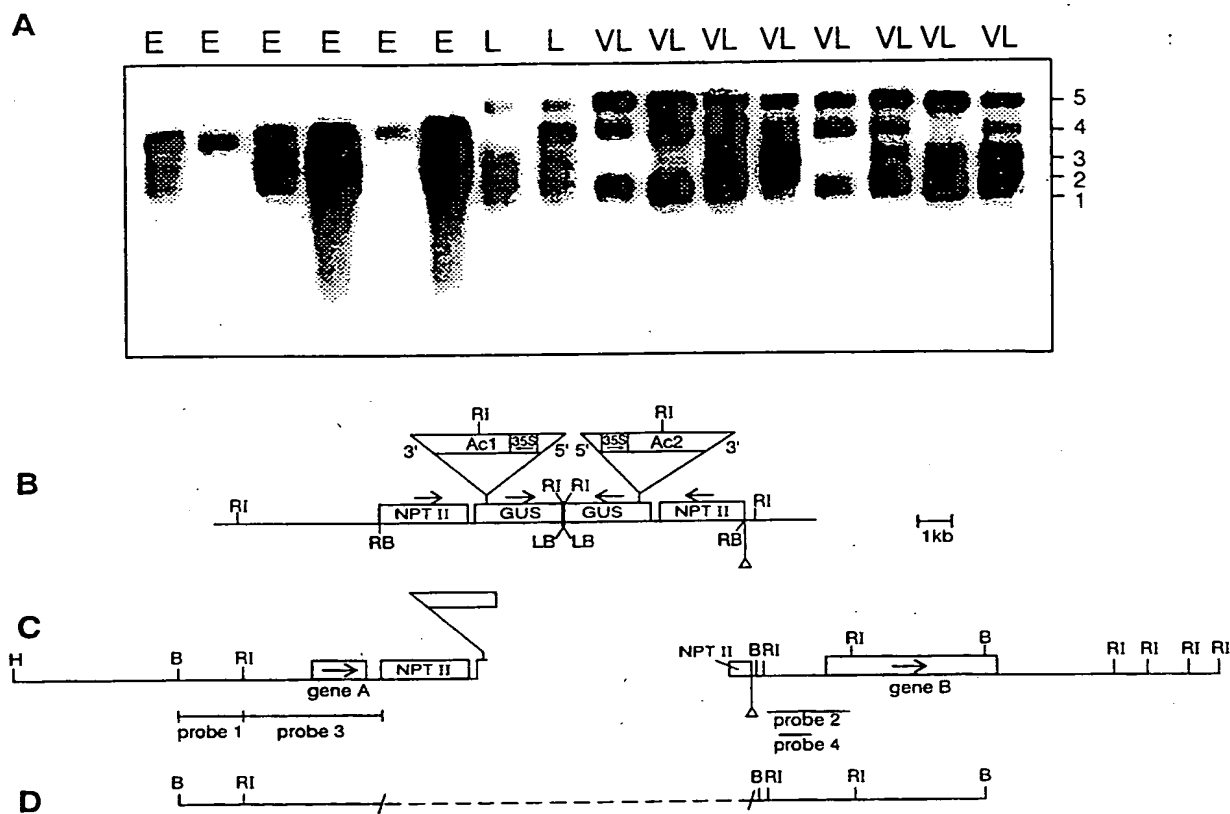 A
E E E E E E L L VL VL VL VL VL VL VL VL
5
4
3
2
1
B
RI RI
3' Ac1 35S 5' 5' 35S Ac2 3'
RI RI RI RI
NPT II GUS GUS NPT II
RB LB LB RB
1kb
C
H B RI NPT II NPT II B RI RI B RI RI RI RI
gene A gene B
probe 1 probe 3 probe 2
probe 4
D
B RI B RI RI B